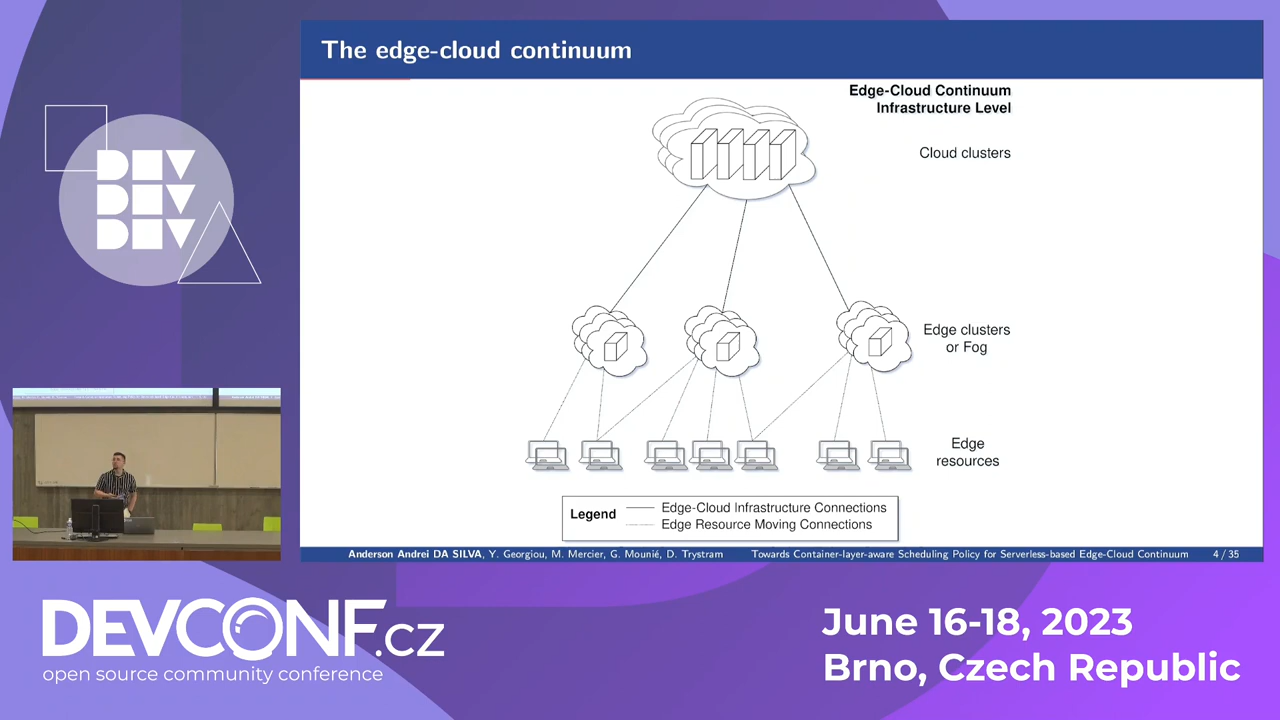 The edge-cloud continuum
Edge-Cloud Continuum
Infrastructure Level
Cloud clusters
Edge clusters
or Fog
Edge
resources
Legend
Edge-Cloud Infrastructure Connections
Edge Resource Moving Connections
Anderson Andrei DA SILVA, Y. Georgiou, M. Mercier, G. Mounié, D. Trystram
Towards Container-layer-aware Scheduling Policy for Serverless-based Edge-Cloud Continuum
4 / 35
DEV
DEV
DEV
DEVCONF.cz
open source community conference
June 16-18, 2023
Brno, Czech Republic